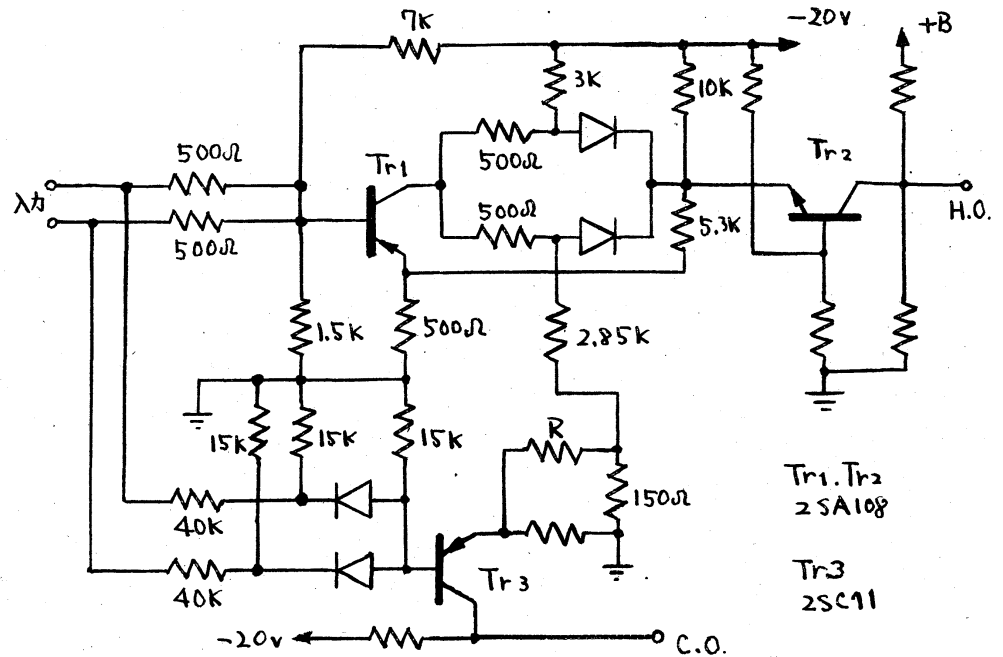 7K
-20v
+B
3K
10K
500Ω
Tr1
500Ω
Tr2
入力
500Ω
500Ω
5.3K
H.O.
1.5K
500Ω
2.85K
15K
15K
15K
R
150Ω
Tr1.Tr2
2SA108
40K
Tr3
Tr3
2SC11
40K
-20v
C.O.